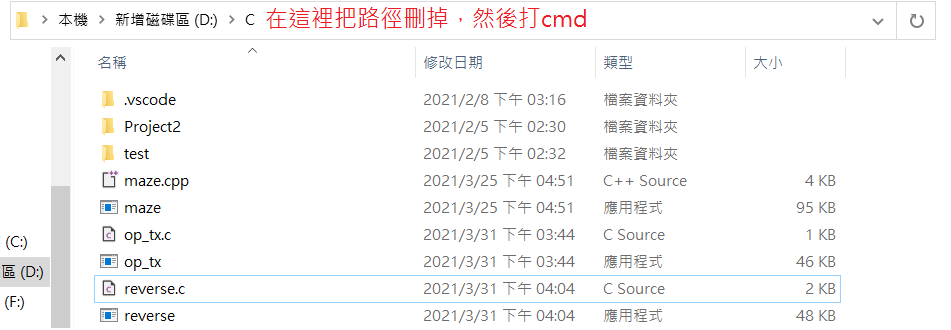 本機 › 新增磁碟區 (D:) › C 在這裡把路徑刪掉，然後打cmd
名稱 修改日期 類型 大小
.vscode 2021/2/8 下午 03:16 檔案資料夾
Project2 2021/2/5 下午 02:30 檔案資料夾
test 2021/2/5 下午 02:32 檔案資料夾
maze.cpp 2021/3/25 下午 04:51 C++ Source 4 KB
maze 2021/3/25 下午 04:51 應用程式 95 KB
(C:) op_tx.c 2021/3/31 下午 03:44 C Source 1 KB
區 (D:) op_tx 2021/3/31 下午 03:44 應用程式 46 KB
(F:) reverse.c 2021/3/31 下午 04:04 C Source 2 KB
reverse 2021/3/31 下午 04:04 應用程式 48 KB